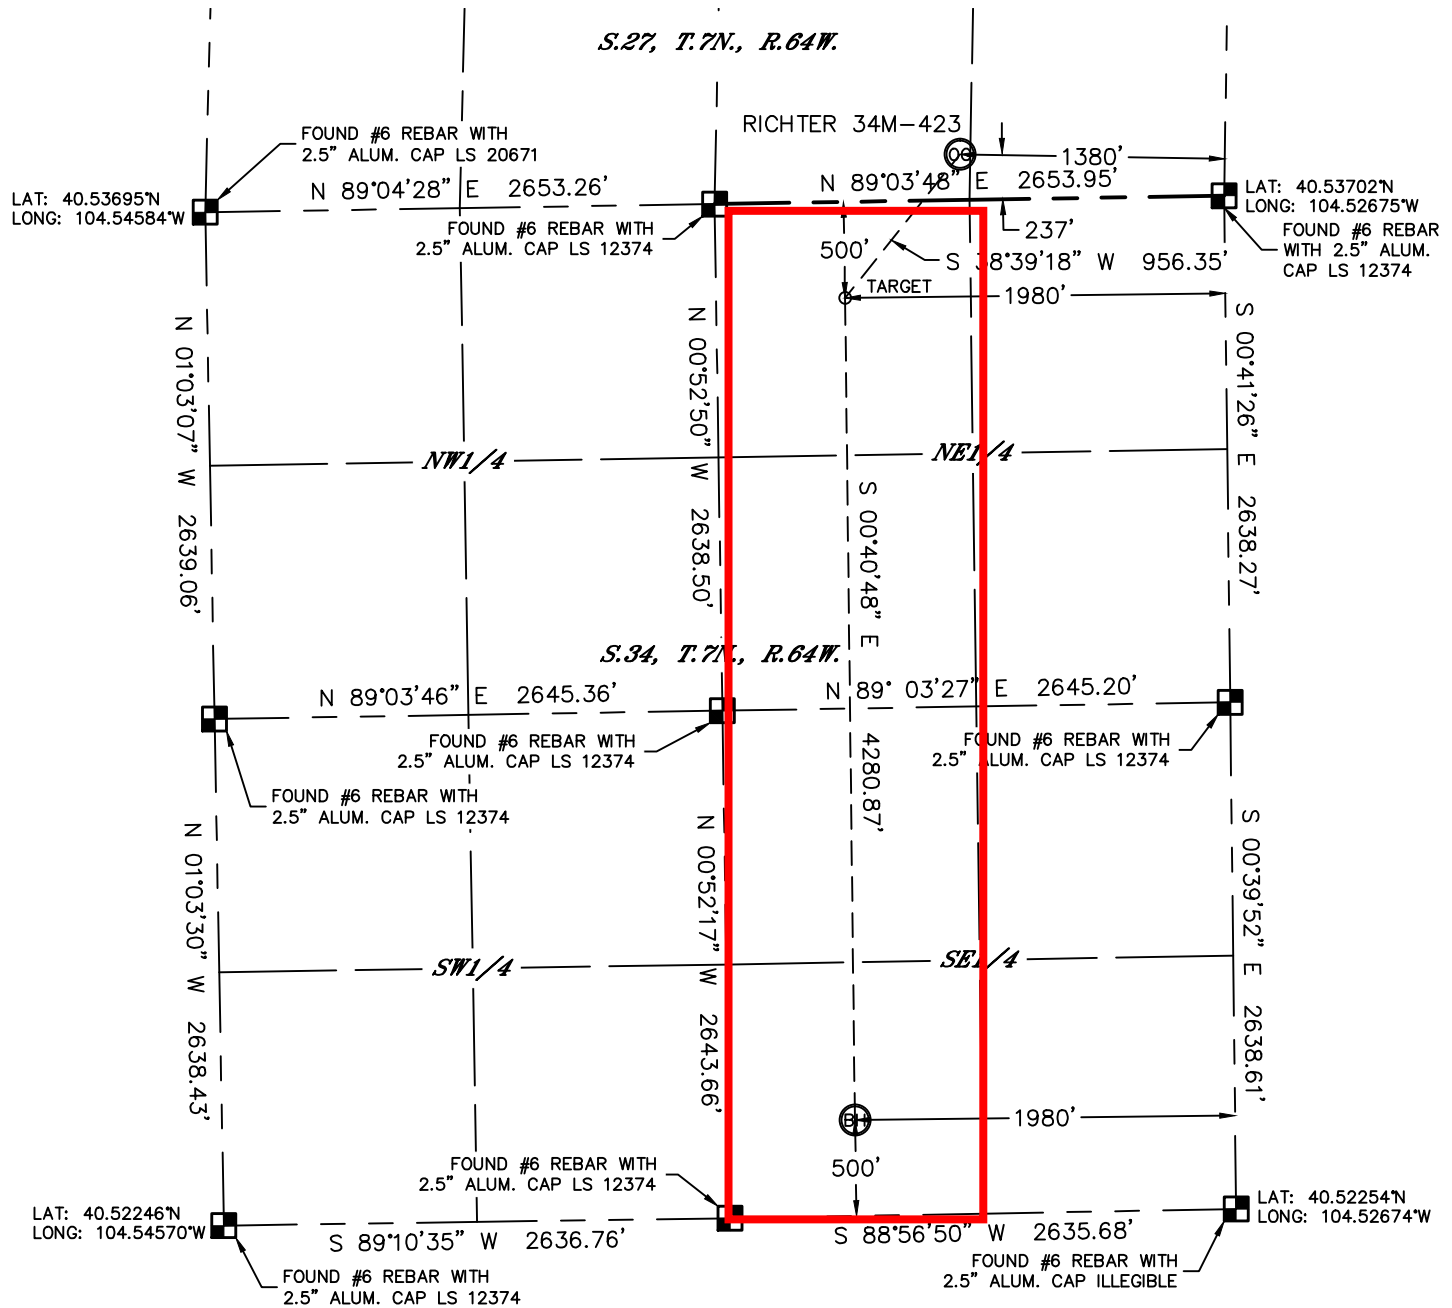 S.27, T.7N., R.64W.
RICHTER 34M-423
OG
1380'
FOUND #6 REBAR WITH
2.5" ALUM. CAP LS 20671
LAT: 40.53695°N
LONG: 104.54584°W
N 89°04'28" E 2653.26'
N 89°03'48" E 2653.95'
LAT: 40.53702°N
LONG: 104.52675°W
FOUND #6 REBAR WITH
2.5" ALUM. CAP LS 12374
FOUND #6 REBAR
WITH 2.5" ALUM.
CAP LS 12374
237'
500'
S 38°39'18" W 956.35'
TARGET
1980'
N 01°03'07" W 2639.06'
N 00°52'50" W 2638.50'
S 00°41'26" E 2638.27'
NW1/4
NE1/4
S 00°40'48" E 4280.87'
S.34, T.7N., R.64W.
N 89°03'46" E 2645.36'
N 89° 03'27" E 2645.20'
FOUND #6 REBAR WITH
2.5" ALUM. CAP LS 12374
FOUND #6 REBAR WITH
2.5" ALUM. CAP LS 12374
FOUND #6 REBAR WITH
2.5" ALUM. CAP LS 12374
N 01°03'30" W 2638.43'
N 00°52'17" W 2643.66'
S 00°39'52" E 2638.61'
SW1/4
SE1/4
BH
1980'
500'
FOUND #6 REBAR WITH
2.5" ALUM. CAP LS 12374
LAT: 40.52246°N
LONG: 104.54570°W
LAT: 40.52254°N
LONG: 104.52674°W
S 89°10'35" W 2636.76'
S 88°56'50" W 2635.68'
FOUND #6 REBAR WITH
2.5" ALUM. CAP LS 12374
FOUND #6 REBAR WITH
2.5" ALUM. CAP ILLEGIBLE